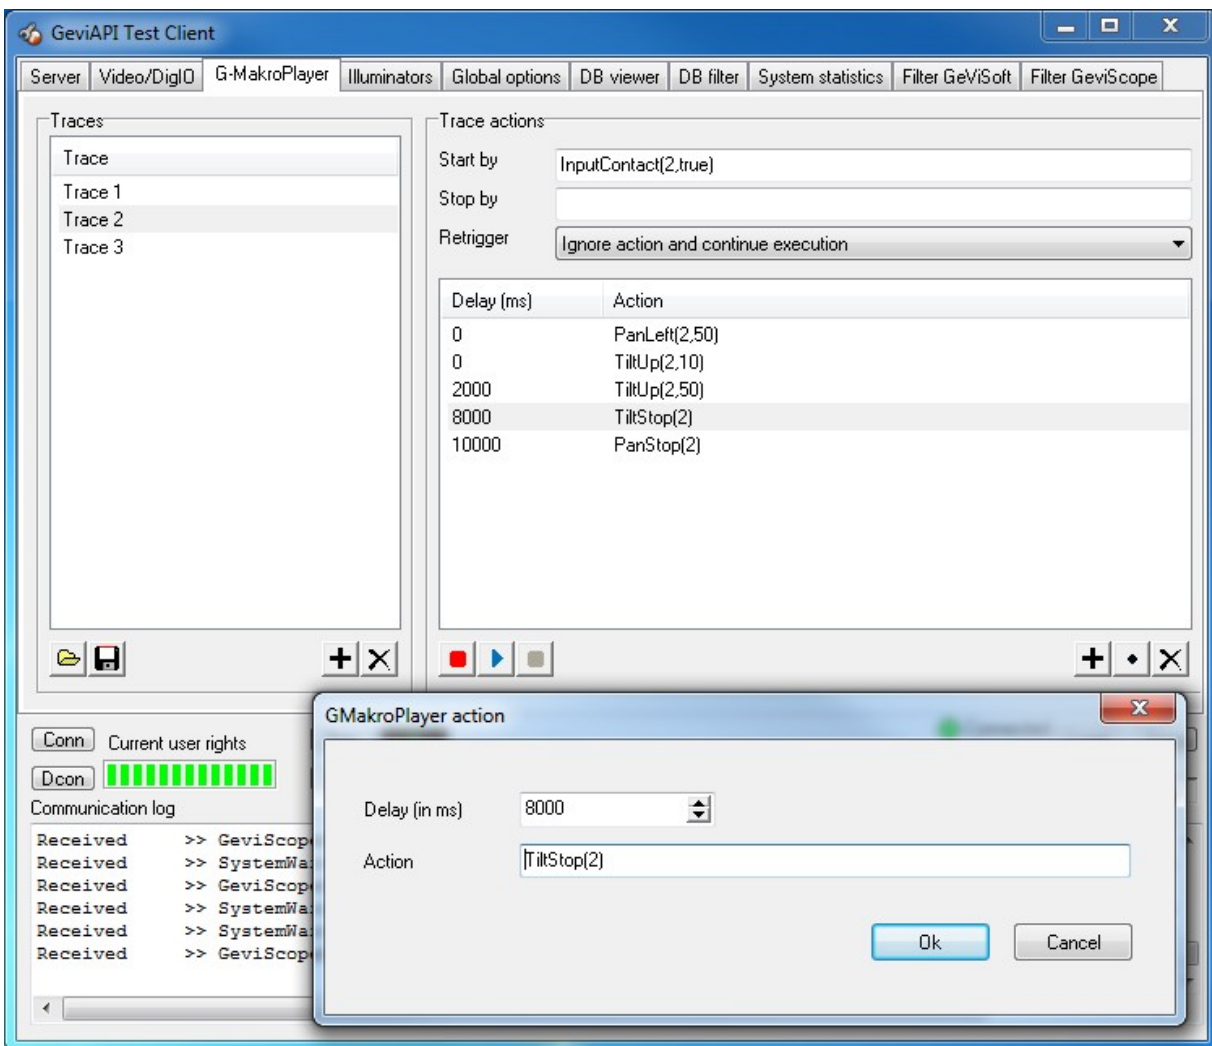 GeviAPI Test Client
Server Video/DigIO G-MakroPlayer Illuminators Global options DB viewer DB filter System statistics Filter GeViSoft Filter GeviScope
Traces
Trace
Trace 1
Trace 2
Trace 3
Trace actions
Start by InputContact(2,true)
Stop by
Retrigger Ignore action and continue execution
Delay (ms) Action
0 PanLeft(2,50)
0 TiltUp(2,10)
2000 TiltUp(2,50)
8000 TiltStop(2)
10000 PanStop(2)
Conn Current user rights
Dcon
Communication log
Received >> GeviScop
Received >> SystemWa
Received >> GeviScop
Received >> SystemWa
Received >> SystemWa
Received >> GeviScop
GMakroPlayer action
Delay (in ms) 8000
Action TiltStop(2)
Ok Cancel